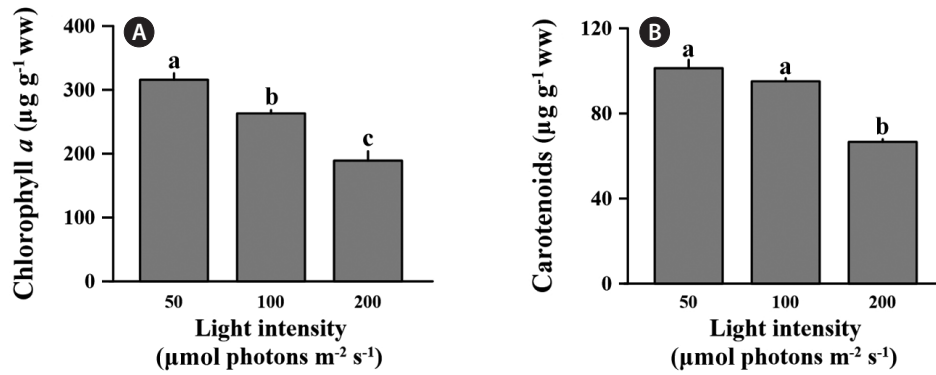 A
Chlorophyll a (µg g-1 ww)
400
300
200
100
0
a
b
c
50 100 200
Light intensity
(µmol photons m-2 s-1)
B
Carotenoids (µg g-1 ww)
120
80
40
0
a
a
b
50 100 200
Light intensity
(µmol photons m-2 s-1)